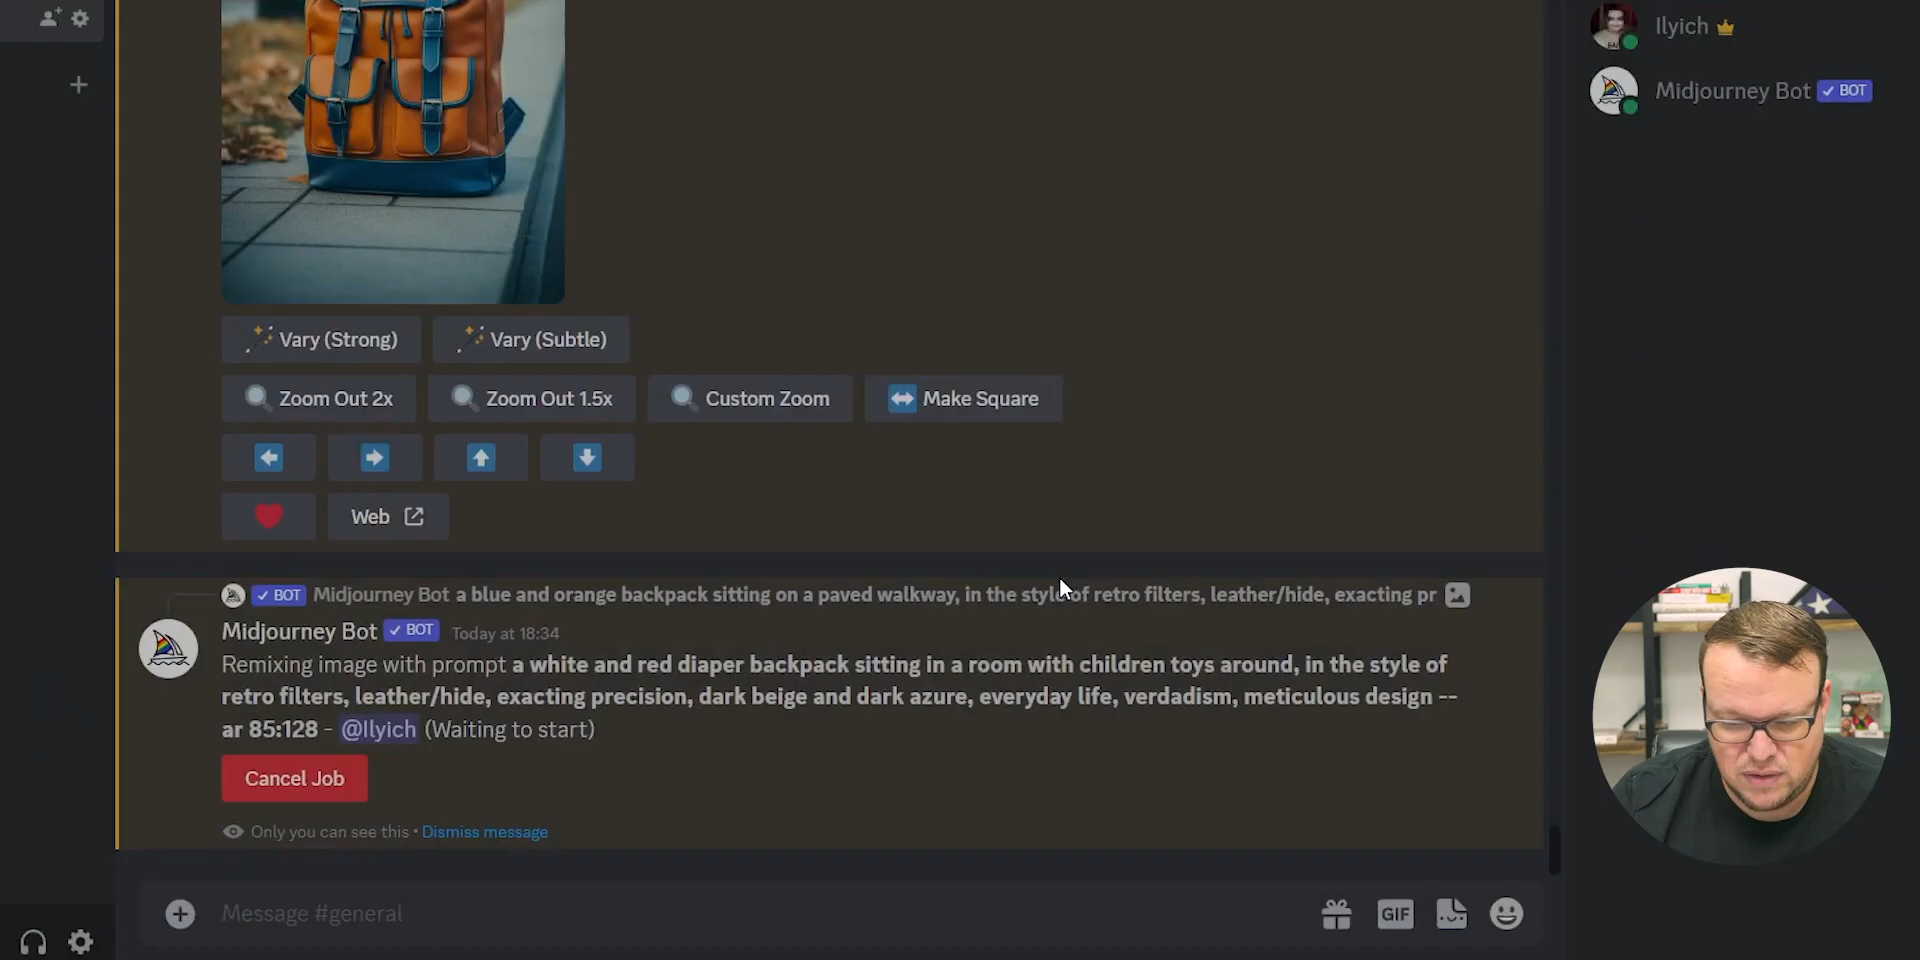 Ilyich
Midjourney Bot ✓ BOT
Vary (Strong) Vary (Subtle)
Zoom Out 2x Zoom Out 1.5x Custom Zoom Make Square
Web
✓ BOT Midjourney Bot a blue and orange backpack sitting on a paved walkway, in the style of retro filters, leather/hide, exacting pr
Midjourney Bot ✓ BOT Today at 18:34
Remixing image with prompt a white and red diaper backpack sitting in a room with children toys around, in the style of
retro filters, leather/hide, exacting precision, dark beige and dark azure, everyday life, verdadism, meticulous design --
ar 85:128 - @Ilyich (Waiting to start)
Cancel Job
Only you can see this • Dismiss message
Message #general
GIF